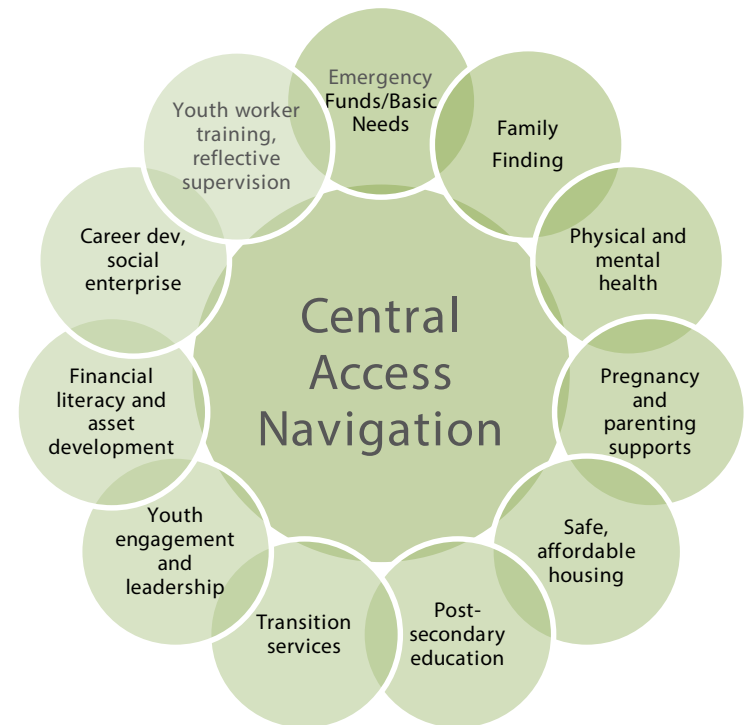 Emergency
Funds/Basic
Needs
Family
Finding
Physical and
mental
health
Pregnancy
and
parenting
supports
Safe,
affordable
housing
Post-
secondary
education
Transition
services
Youth
engagement
and
leadership
Financial
literacy and
asset
development
Career dev,
social
enterprise
Youth worker
training,
reflective
supervision
Central
Access
Navigation